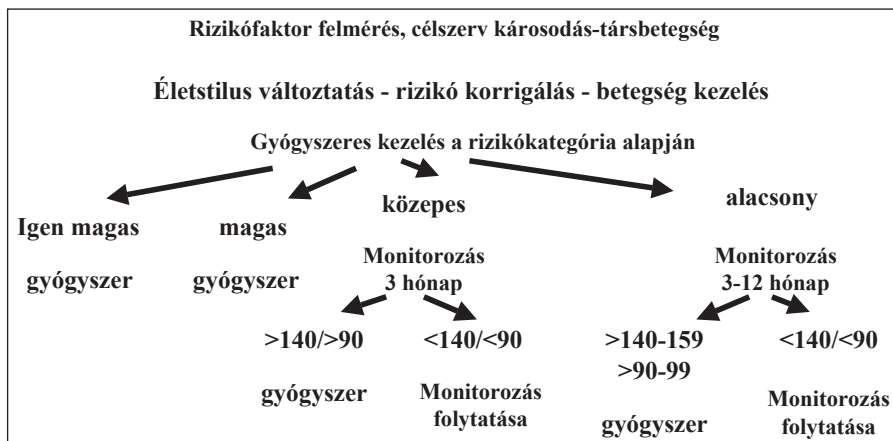 Rizikófaktor felmérés, célszerv károsodás-társbetegség
Életstilus változtatás - rizikó korrigálás - betegség kezelés
Gyógyszeres kezelés a rizikókategória alapján
Igen magas
gyógyszer
magas
gyógyszer
közepes
Monitorozás
3 hónap
>140/>90
gyógyszer
<140/<90
Monitorozás
folytatása
alacsony
Monitorozás
3-12 hónap
>140-159
>90-99
gyógyszer
<140/<90
Monitorozás
folytatása